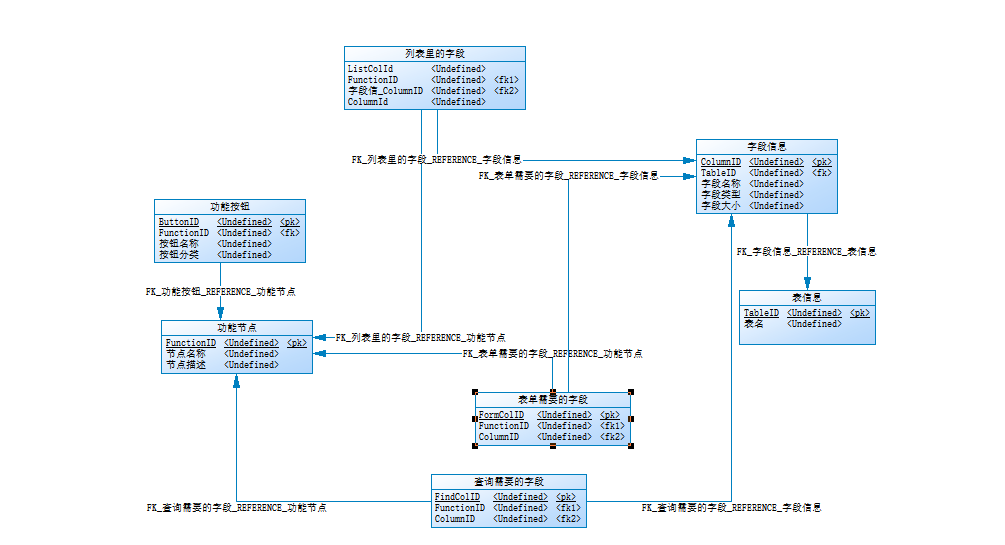 列表里的字段
ListColId <Undefined>
FunctionID <Undefined> <fk1>
字段信_ColumnID <Undefined> <fk2>
ColumnId <Undefined>
FK_列表里的字段_REFERENCE_字段信息
FK_表单需要的字段_REFERENCE_字段信息
字段信息
ColumnID <Undefined> <pk>
TableID <Undefined> <fk>
字段名称 <Undefined>
字段类型 <Undefined>
字段大小 <Undefined>
功能按钮
ButtonID <Undefined> <pk>
FunctionID <Undefined> <fk>
按钮名称 <Undefined>
按钮分类 <Undefined>
FK_字段信息_REFERENCE_表信息
FK_功能按钮_REFERENCE_功能节点
表信息
TableID <Undefined> <pk>
表名 <Undefined>
功能节点
FunctionID <Undefined> <pk>
节点名称 <Undefined>
节点描述 <Undefined>
FK_列表里的字段_REFERENCE_功能节点
FK_表单需要的字段_REFERENCE_功能节点
表单需要的字段
FormColID <Undefined> <pk>
FunctionID <Undefined> <fk1>
ColumnID <Undefined> <fk2>
查询需要的字段
FindColID <Undefined> <pk>
FunctionID <Undefined> <fk1>
ColumnID <Undefined> <fk2>
FK_查询需要的字段_REFERENCE_功能节点
FK_查询需要的字段_REFERENCE_字段信息